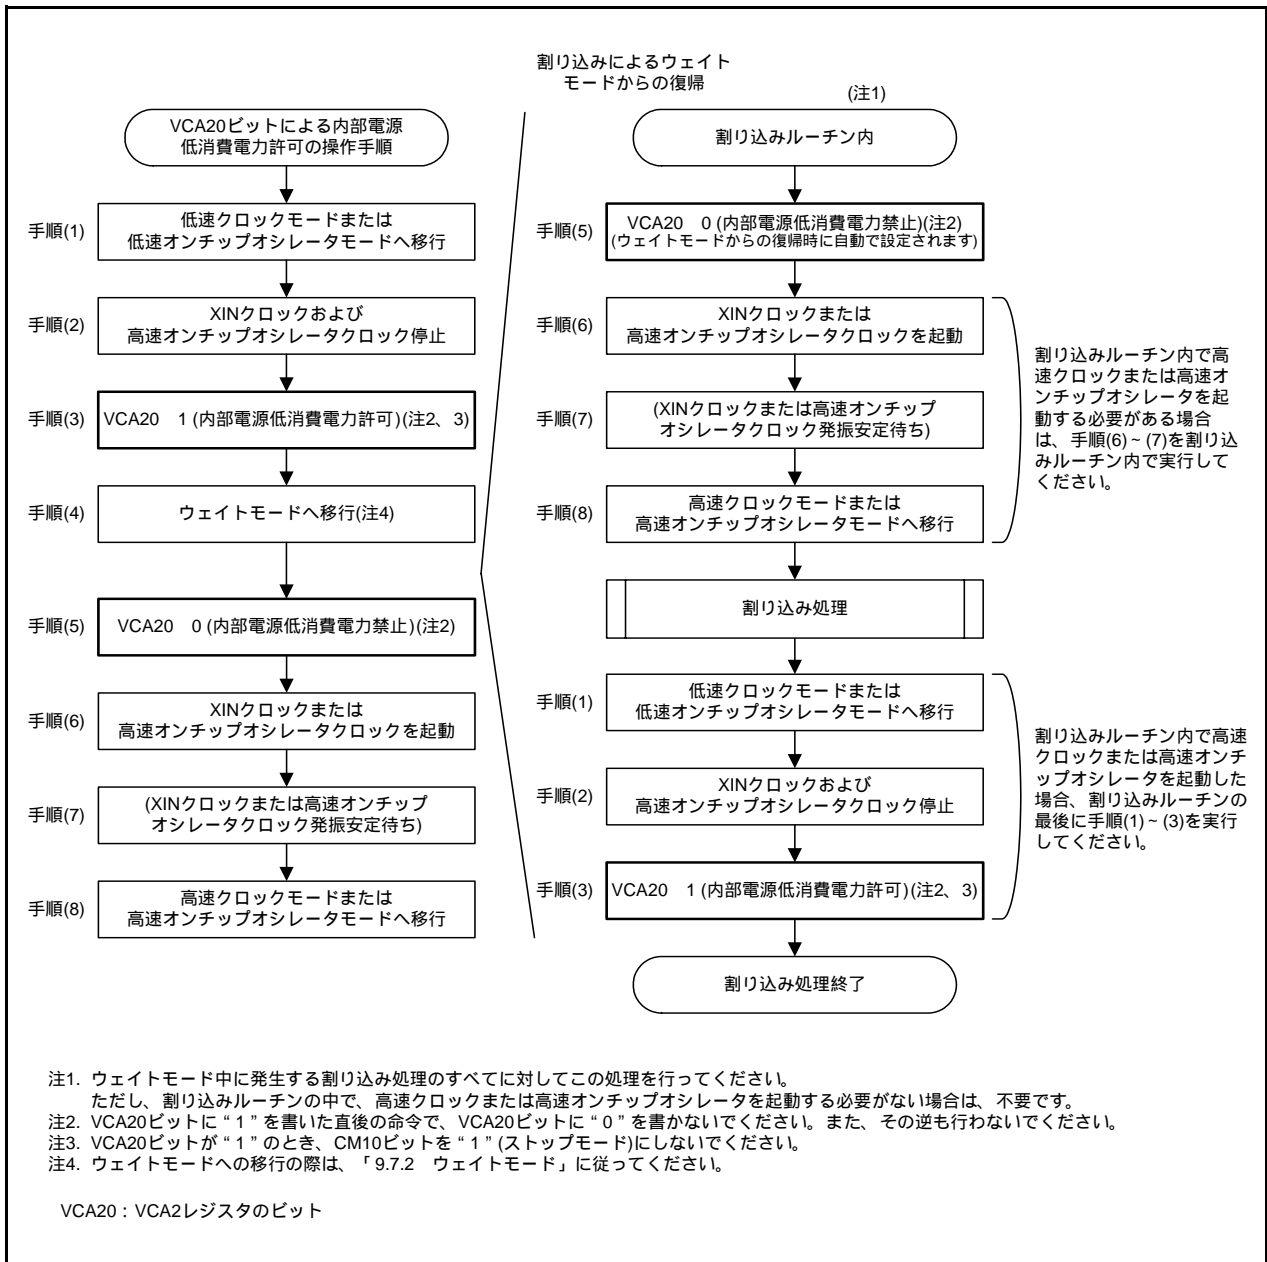 割り込みによるウェイト
モードからの復帰
VCA20ビットによる内部電源
低消費電力許可の操作手順
手順(1)
低速クロックモードまたは
低速オンチップオシレータモードへ移行
手順(2)
XINクロックおよび
高速オンチップオシレータクロック停止
手順(3)
VCA20 1 (内部電源低消費電力許可)(注2、3)
手順(4)
ウェイトモードへ移行(注4)
手順(5)
VCA20 0 (内部電源低消費電力禁止)(注2)
手順(6)
XINクロックまたは
高速オンチップオシレータクロックを起動
手順(7)
(XINクロックまたは高速オンチップ
オシレータクロック発振安定待ち)
手順(8)
高速クロックモードまたは
高速オンチップオシレータモードへ移行
(注1)
割り込みルーチン内
手順(5)
VCA20 0 (内部電源低消費電力禁止)(注2)
(ウェイトモードからの復帰時に自動で設定されます)
手順(6)
XINクロックまたは
高速オンチップオシレータクロックを起動
手順(7)
(XINクロックまたは高速オンチップ
オシレータクロック発振安定待ち)
手順(8)
高速クロックモードまたは
高速オンチップオシレータモードへ移行
割り込みルーチン内で高
速クロックまたは高速オ
ンチップオシレータを起
動する必要がある場合
は、手順(6)~(7)を割り込
みルーチン内で実行して
ください。
割り込み処理
手順(1)
低速クロックモードまたは
低速オンチップオシレータモードへ移行
手順(2)
XINクロックおよび
高速オンチップオシレータクロック停止
手順(3)
VCA20 1 (内部電源低消費電力許可)(注2、3)
割り込みルーチン内で高速
クロックまたは高速オンチ
ップオシレータを起動した
場合、割り込みルーチンの
最後に手順(1)~(3)を実行
してください。
割り込み処理終了
注1. ウェイトモード中に発生する割り込み処理のすべてに対してこの処理を行ってください。
ただし、割り込みルーチンの中で、高速クロックまたは高速オンチップオシレータを起動する必要がない場合は、不要です。
注2. VCA20ビットに“1”を書いた直後の命令で、VCA20ビットに“0”を書かないでください。また、その逆も行わないでください。
注3. VCA20ビットが“1”のとき、CM10ビットを“1”(ストップモード)にしないでください。
注4. ウェイトモードへの移行の際は、「9.7.2 ウェイトモード」に従ってください。
VCA20:VCA2レジスタのビット